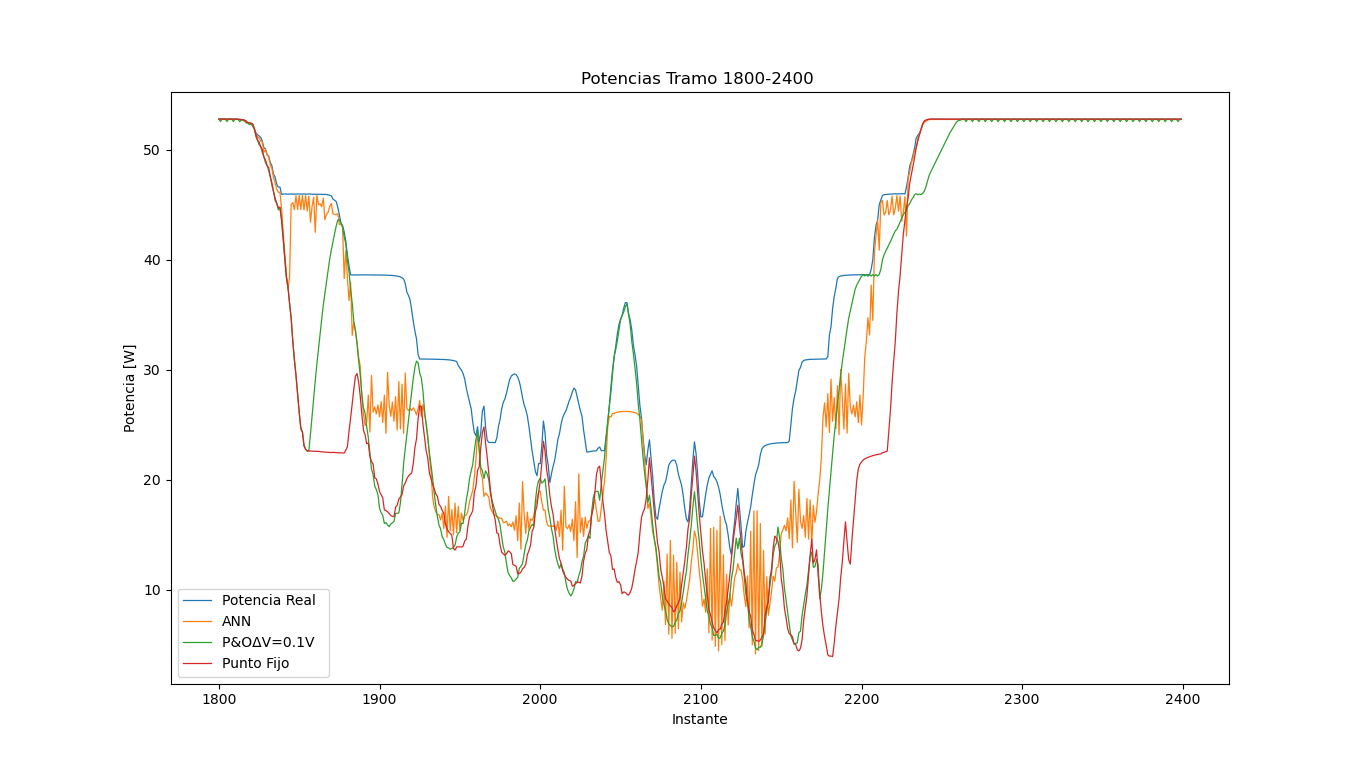 Potencias Tramo 1800-2400
Potencia [W]
50
40
30
20
10
Potencia Real
ANN
P&OΔV=0.1V
Punto Fijo
1800 1900 2000 2100 2200 2300 2400
Instante